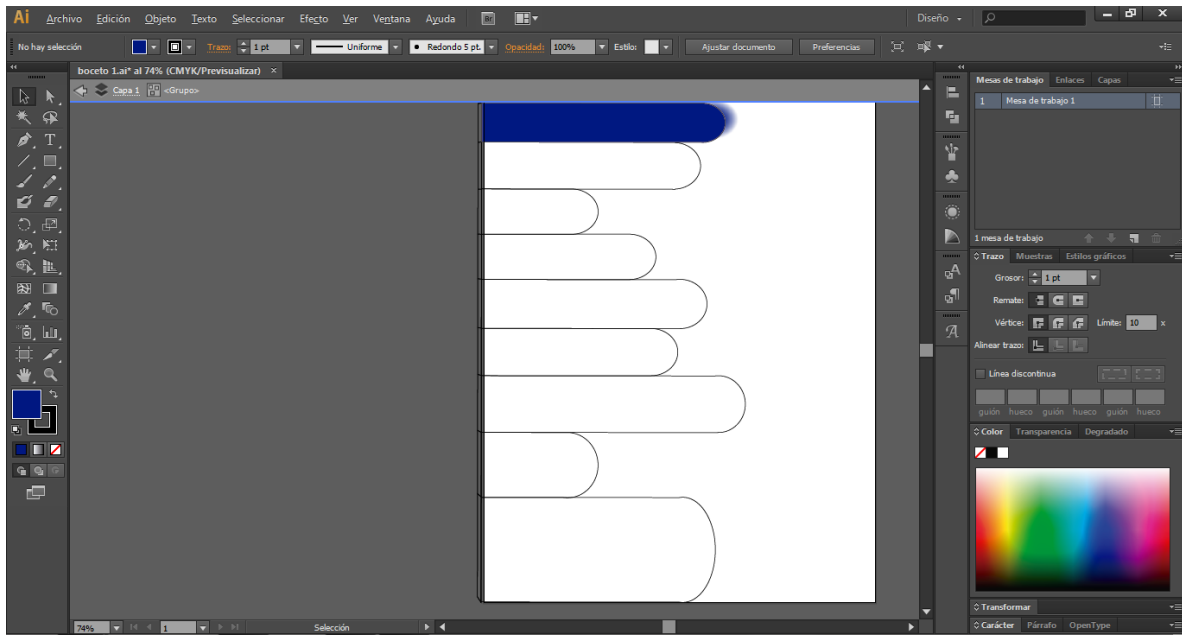 Ai Archivo Edición Objeto Texto Seleccionar Efecto Ver Ventana Ayuda Br Diseño
No hay selección Trazo: 1 pt Uniforme Redondo 5 pt. Opacidad: 100% Estilo: Ajustar documento Preferencias
boceto 1.ai* al 74% (CMYK/Previsualizar) ×
Capa 1 <Grupo>
Mesas de trabajo Enlaces Capas
1 Mesa de trabajo 1
1 mesa de trabajo
Trazo Muestras Estilos gráficos
Grosor: 1 pt
Remate:
Vértice: Límite: 10 x
Alinear trazo:
Línea discontinua
guión hueco guión hueco guión hueco
Color Transparencia Degradado
Transformar
Carácter Párrafo OpenType
74% 1 Selección